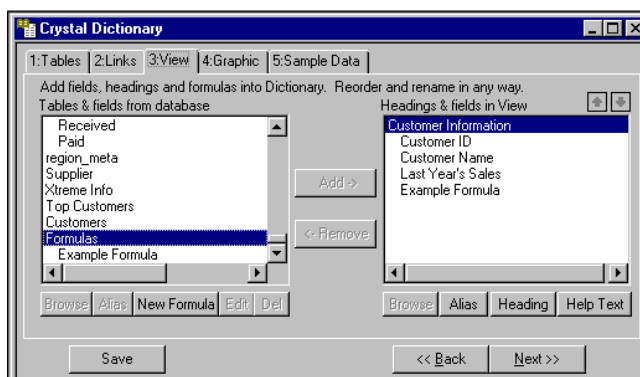 Crystal Dictionary
1:Tables 2:Links 3:View 4:Graphic 5:Sample Data
Add fields, headings and formulas into Dictionary. Reorder and rename in any way.
Tables & fields from database
Headings & fields in View
Received
Paid
region_meta
Supplier
Xtreme Info
Top Customers
Customers
Formulas
Example Formula
Add ->
<- Remove
Customer Information
Customer ID
Customer Name
Last Year's Sales
Example Formula
Browse Alias New Formula Edit Del
Browse Alias Heading Help Text
Save
<< Back
Next >>